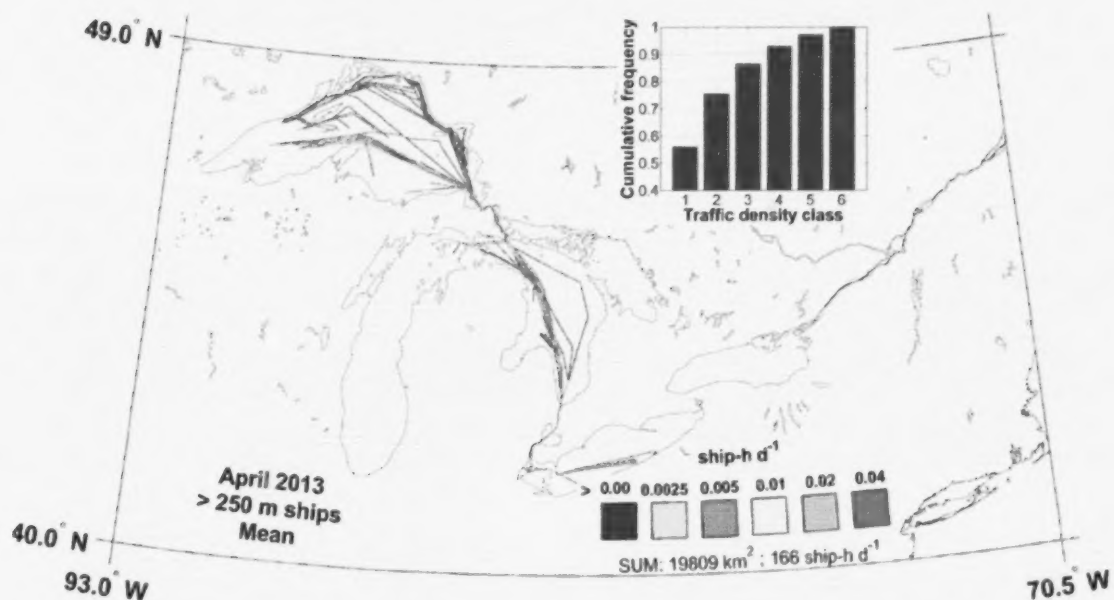 49.0° N
Cumulative frequency
1
0.9
0.8
0.7
0.6
0.5
0.4
1 2 3 4 5 6
Traffic density class
April 2013
> 250 m ships
Mean
ship-h d⁻¹
> 0.00 0.0025 0.005 0.01 0.02 0.04
SUM: 19809 km² ; 166 ship-h d⁻¹
40.0° N
93.0° W
70.5° W